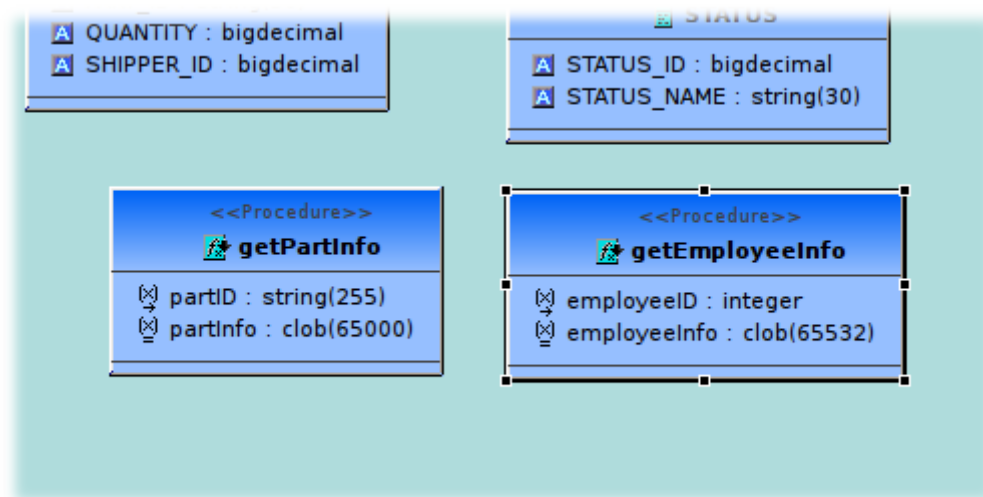 QUANTITY : bigdecimal
SHIPPER_ID : bigdecimal
STATUS
STATUS_ID : bigdecimal
STATUS_NAME : string(30)
<<Procedure>>
getPartInfo
partID : string(255)
partInfo : clob(65000)
<<Procedure>>
getEmployeeInfo
employeeID : integer
employeeInfo : clob(65532)